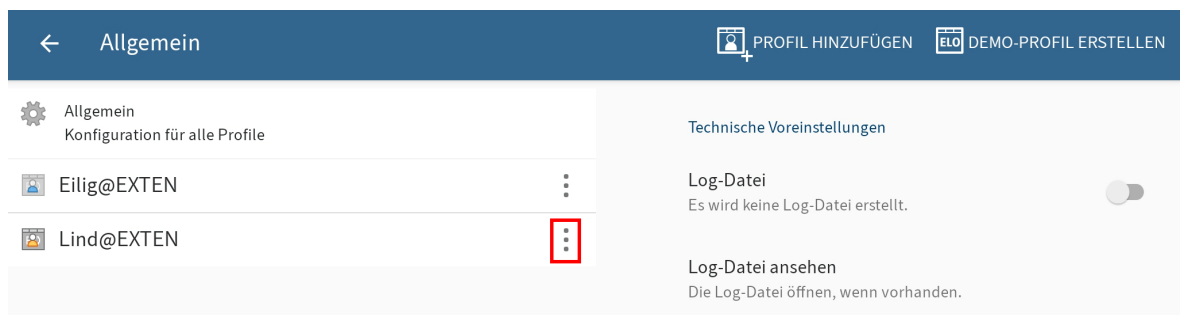 Allgemein
PROFIL HINZUFÜGEN
ELO DEMO-PROFIL ERSTELLEN
Allgemein
Konfiguration für alle Profile
Eilig@EXTEN
Lind@EXTEN
Technische Voreinstellungen
Log-Datei
Es wird keine Log-Datei erstellt.
Log-Datei ansehen
Die Log-Datei öffnen, wenn vorhanden.